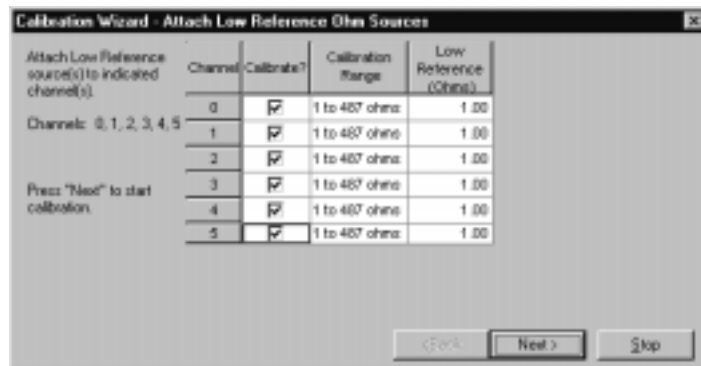 Calibration Wizard - Attach Low Reference Ohm Sources
Attach Low Reference
source(s) to indicated
channel(s).
Channels: 0, 1, 2, 3, 4, 5
Press "Next" to start
calibration.
Channel Calibrate? Calibration Range Low Reference (Ohms)
0 1 to 487 ohms 1.00
1 1 to 487 ohms 1.00
2 1 to 487 ohms 1.00
3 1 to 487 ohms 1.00
4 1 to 487 ohms 1.00
5 1 to 487 ohms 1.00
<Back Next > Stop